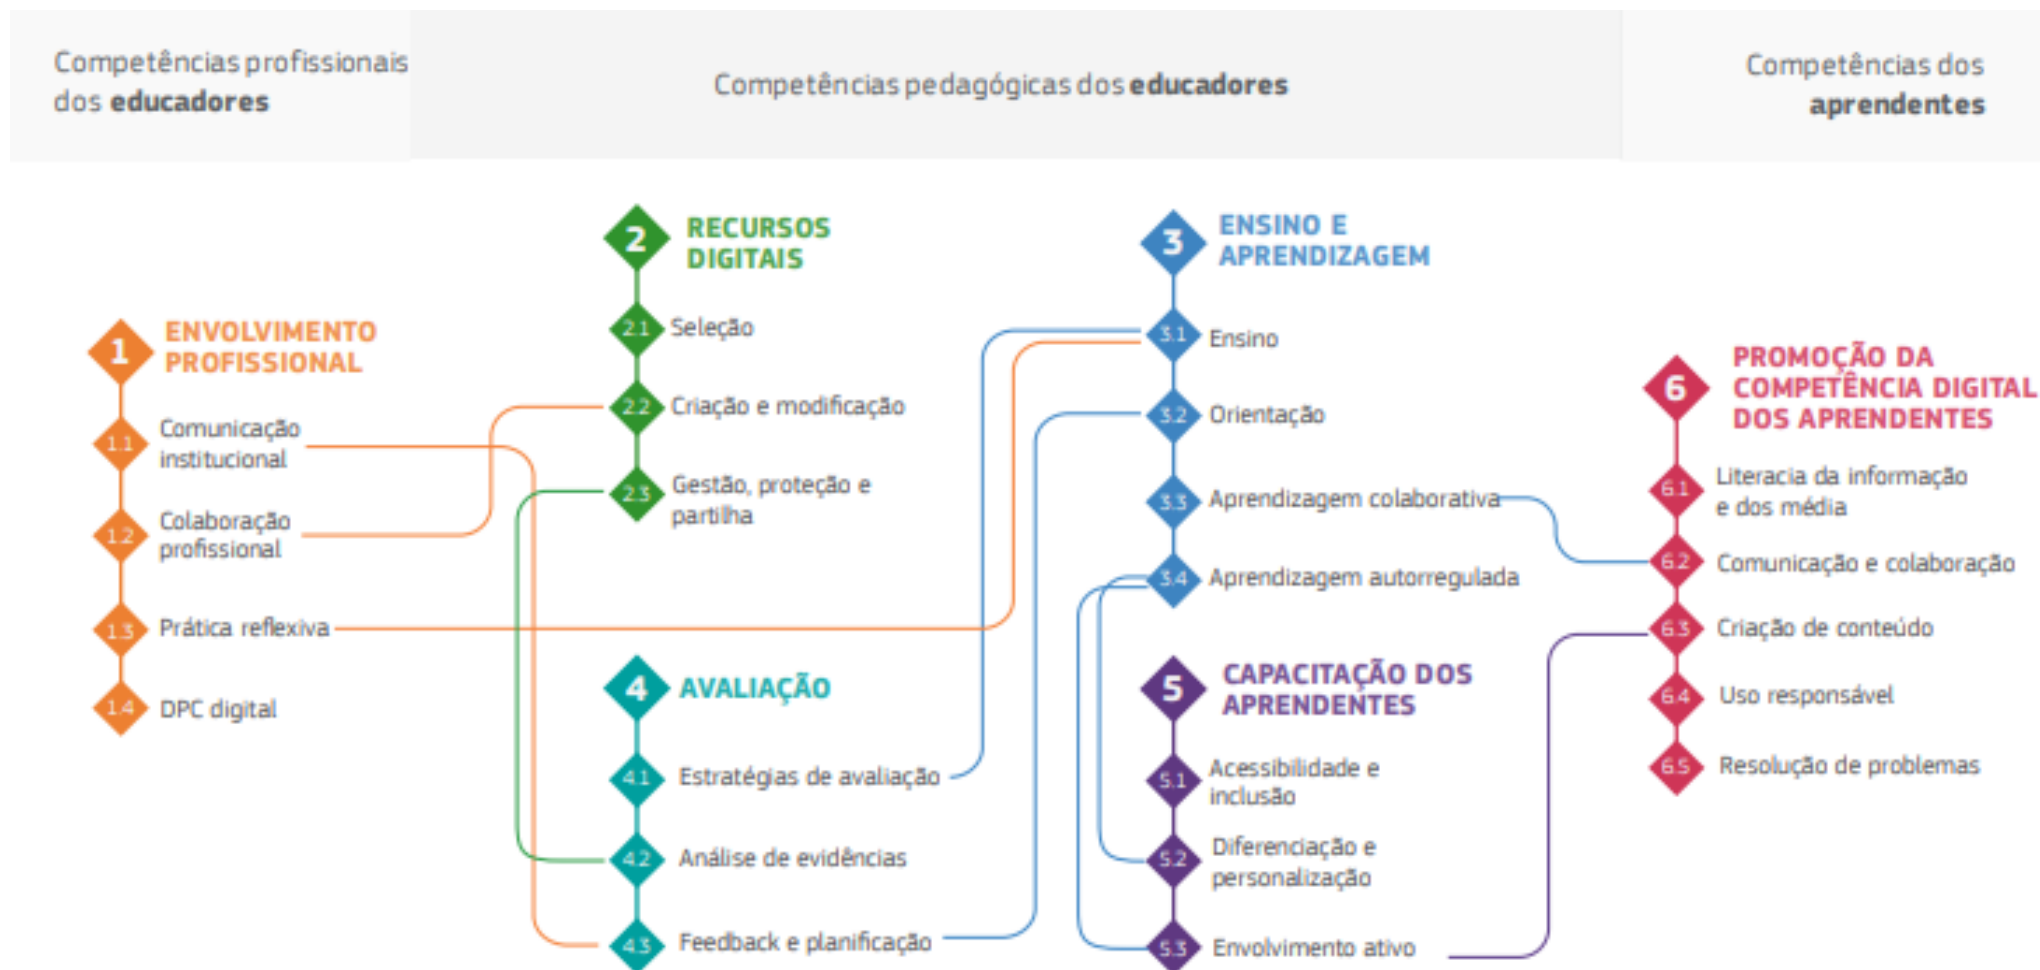 Competências profissionais
dos educadores
Competências pedagógicas dos educadores
Competências dos
aprendentes
1
ENVOLVIMENTO
PROFISSIONAL
1.1
Comunicação
institucional
1.2
Colaboração
profissional
1.3
Prática reflexiva
1.4
DPC digital
2
RECURSOS
DIGITAIS
2.1
Seleção
2.2
Criação e modificação
2.3
Gestão, proteção e
partilha
3
ENSINO E
APRENDIZAGEM
3.1
Ensino
3.2
Orientação
3.3
Aprendizagem colaborativa
3.4
Aprendizagem autorregulada
4
AVALIAÇÃO
4.1
Estratégias de avaliação
4.2
Análise de evidências
4.3
Feedback e planificação
5
CAPACITAÇÃO DOS
APRENDENTES
5.1
Acessibilidade e
inclusão
5.2
Diferenciação e
personalização
5.3
Envolvimento ativo
6
PROMOÇÃO DA
COMPETÊNCIA DIGITAL
DOS APRENDENTES
6.1
Literacia da informação
e dos média
6.2
Comunicação e colaboração
6.3
Criação de conteúdo
6.4
Uso responsável
6.5
Resolução de problemas